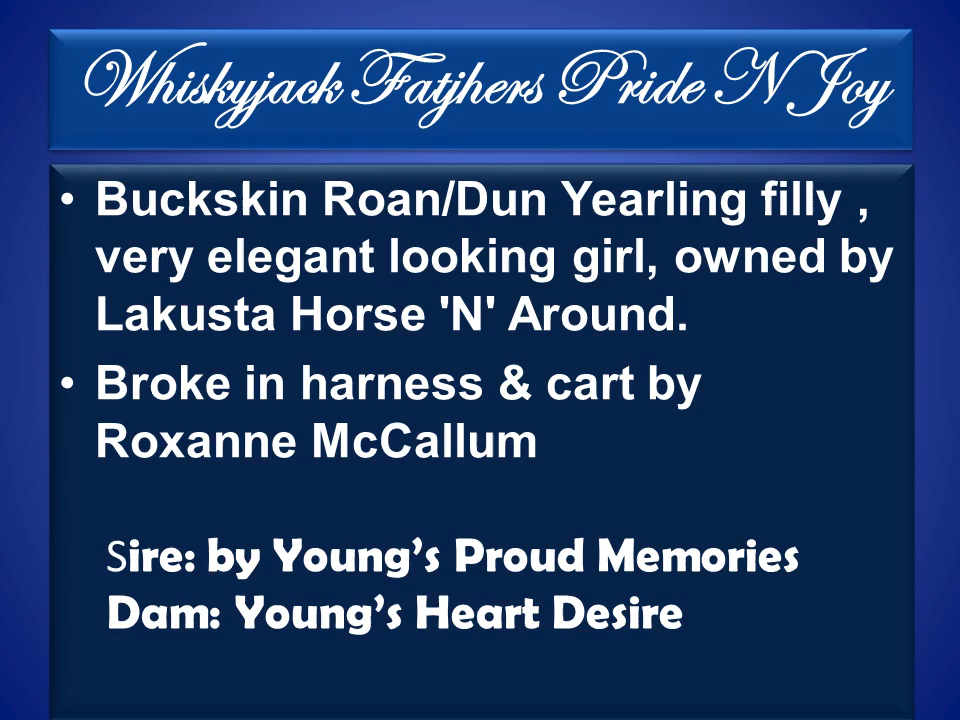 Whiskyjack Fatjhers Pride N Joy
• Buckskin Roan/Dun Yearling filly ,
very elegant looking girl, owned by
Lakusta Horse 'N' Around.
• Broke in harness & cart by
Roxanne McCallum
Sire: by Young’s Proud Memories
Dam: Young’s Heart Desire